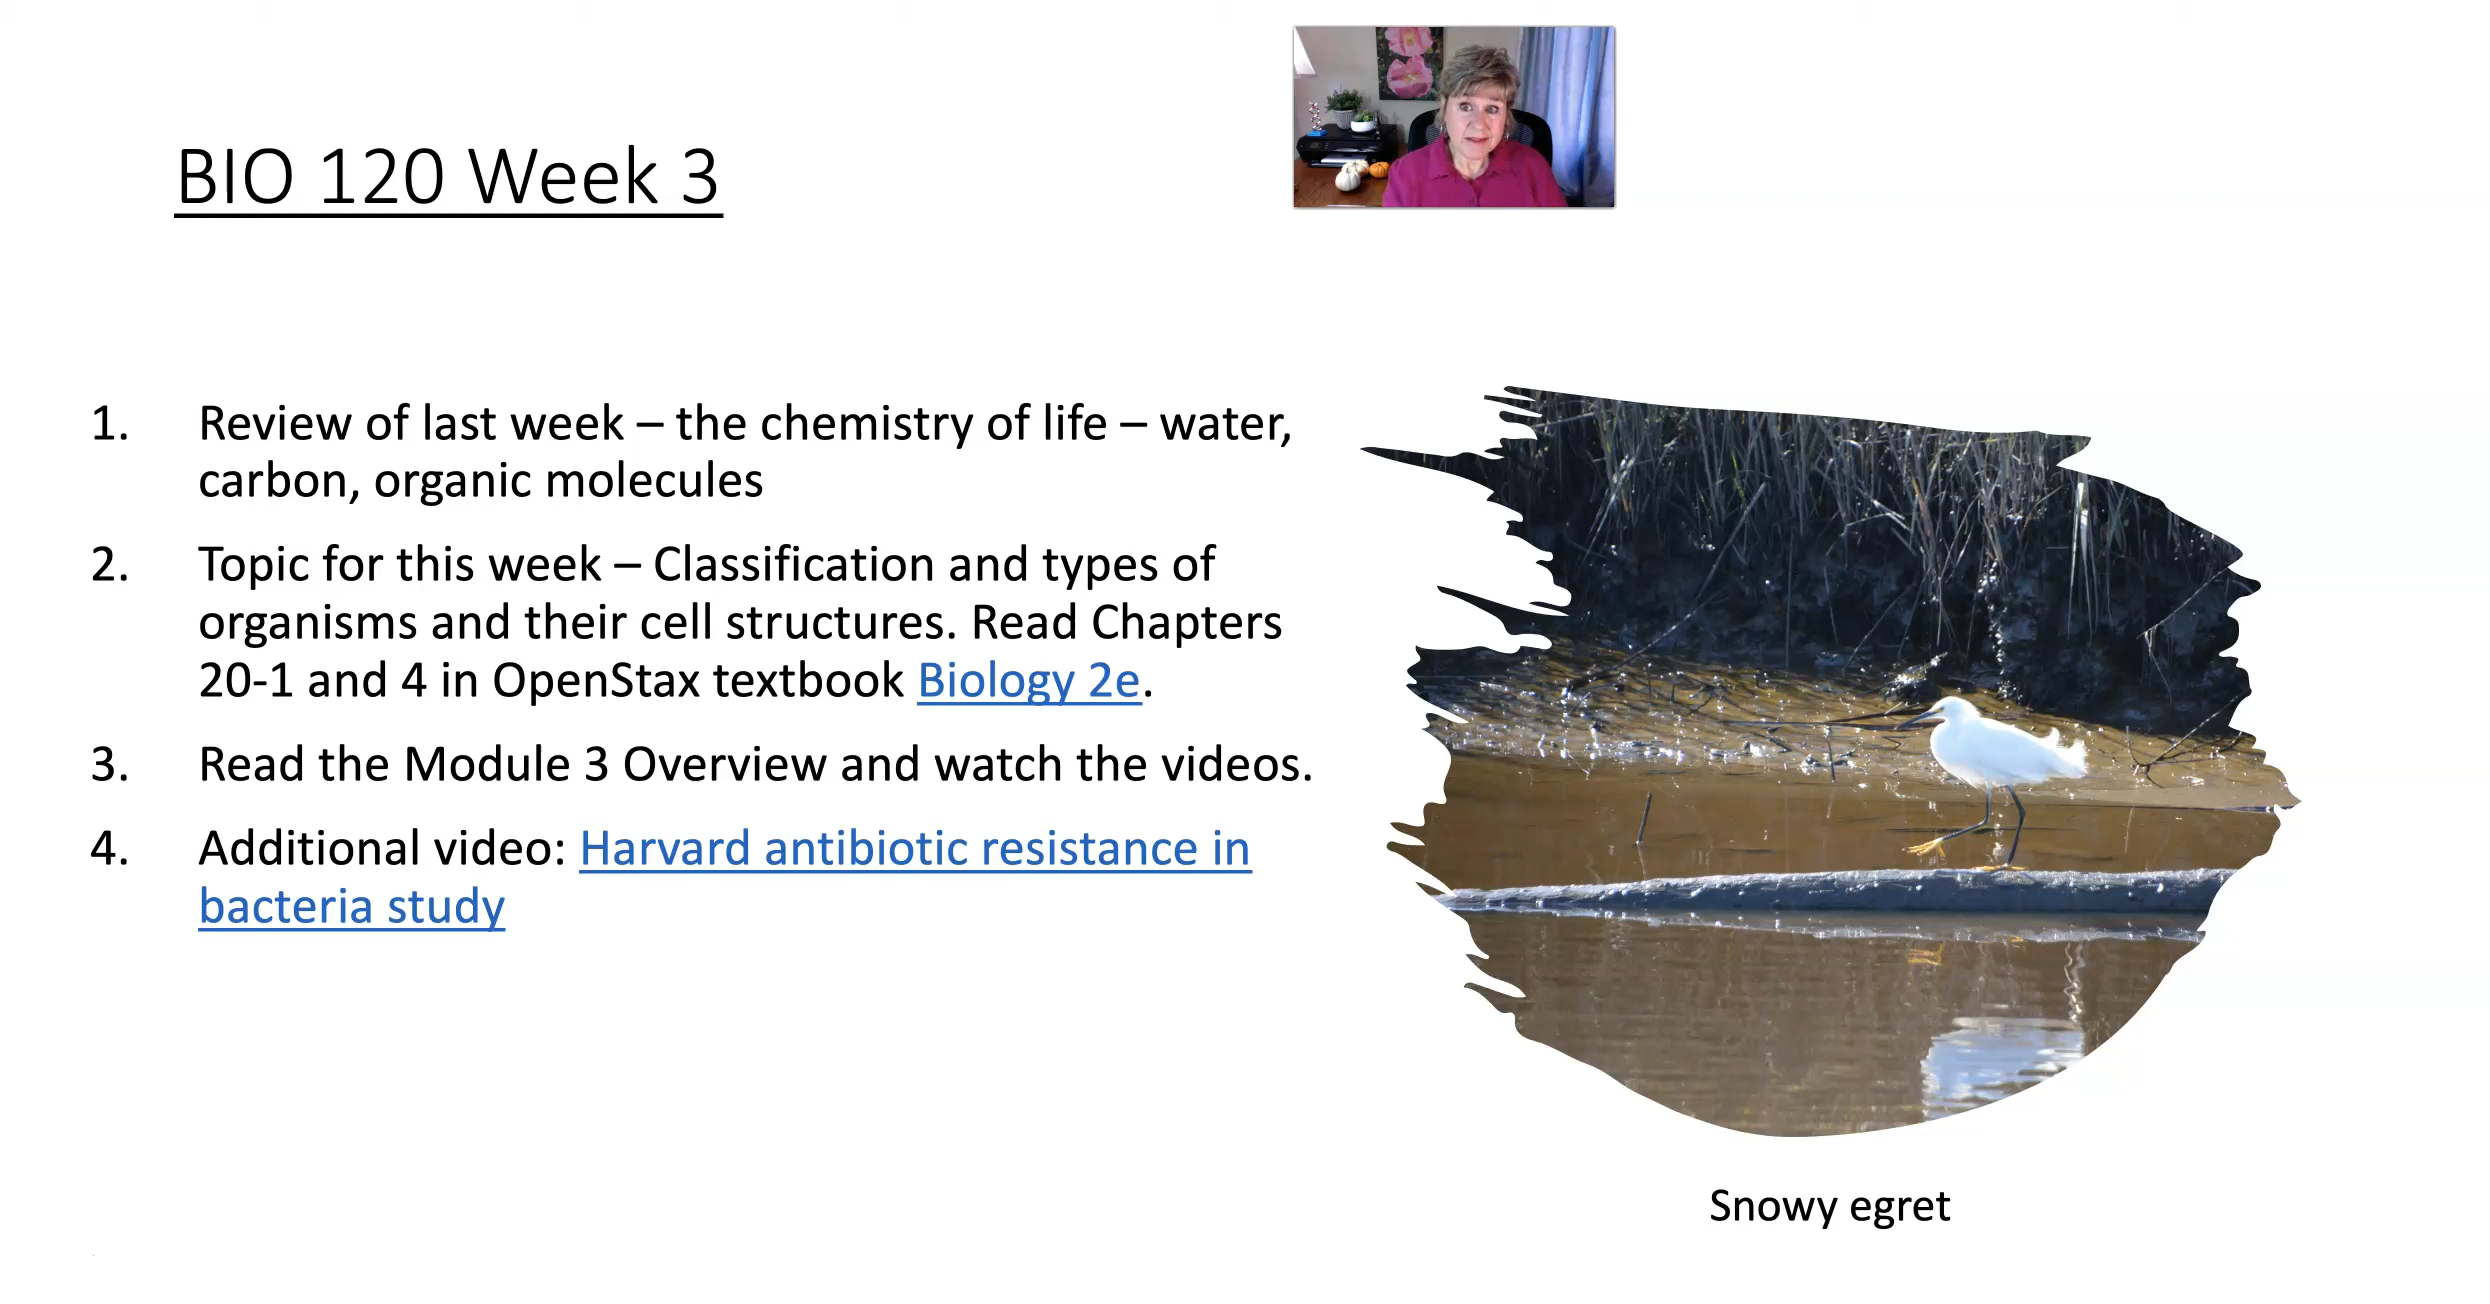 BIO 120 Week 3
1. Review of last week – the chemistry of life – water,
carbon, organic molecules
2. Topic for this week – Classification and types of
organisms and their cell structures. Read Chapters
20-1 and 4 in OpenStax textbook Biology 2e.
3. Read the Module 3 Overview and watch the videos.
4. Additional video: Harvard antibiotic resistance in
bacteria study
Snowy egret